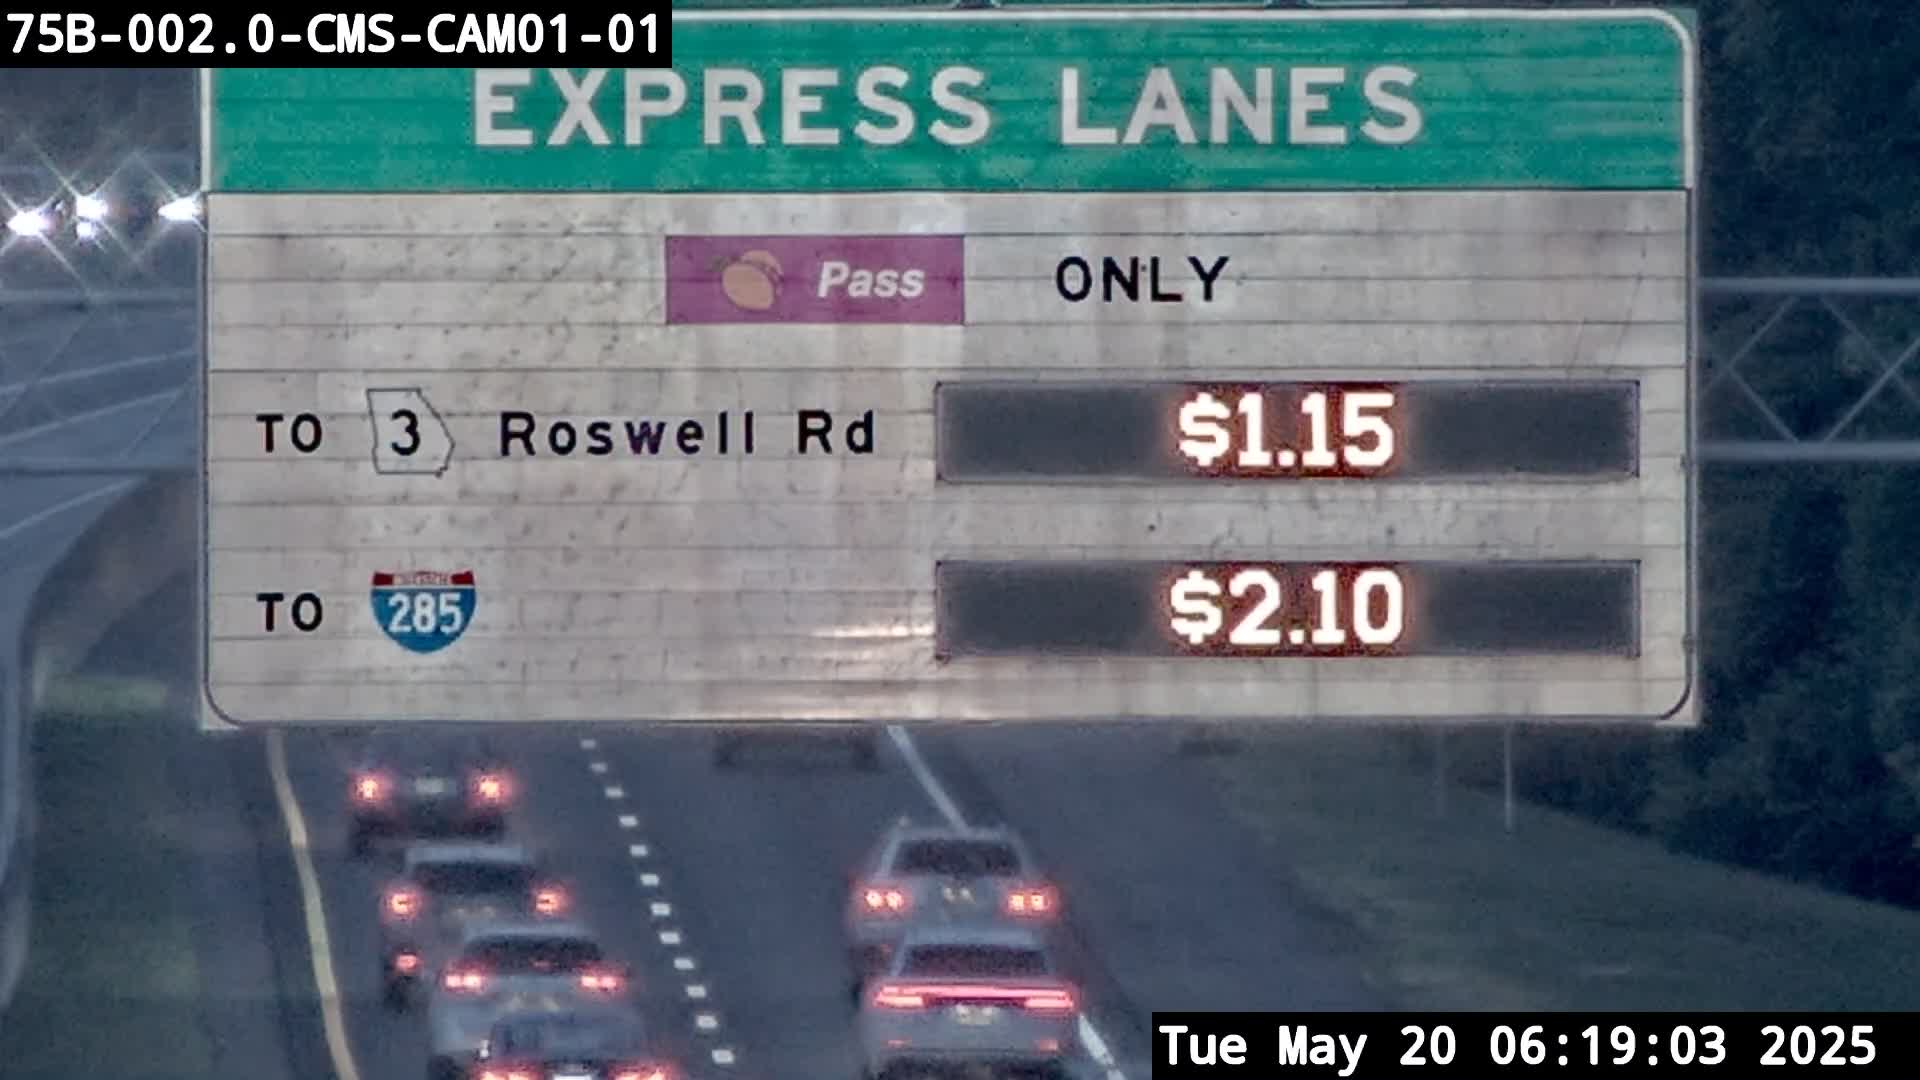 75B-002.0-CMS-CAM01-01
EXPRESS LANES
Pass ONLY
TO 3 Roswell Rd $1.15
TO 285 $2.10
Tue May 20 06:19:03 2025